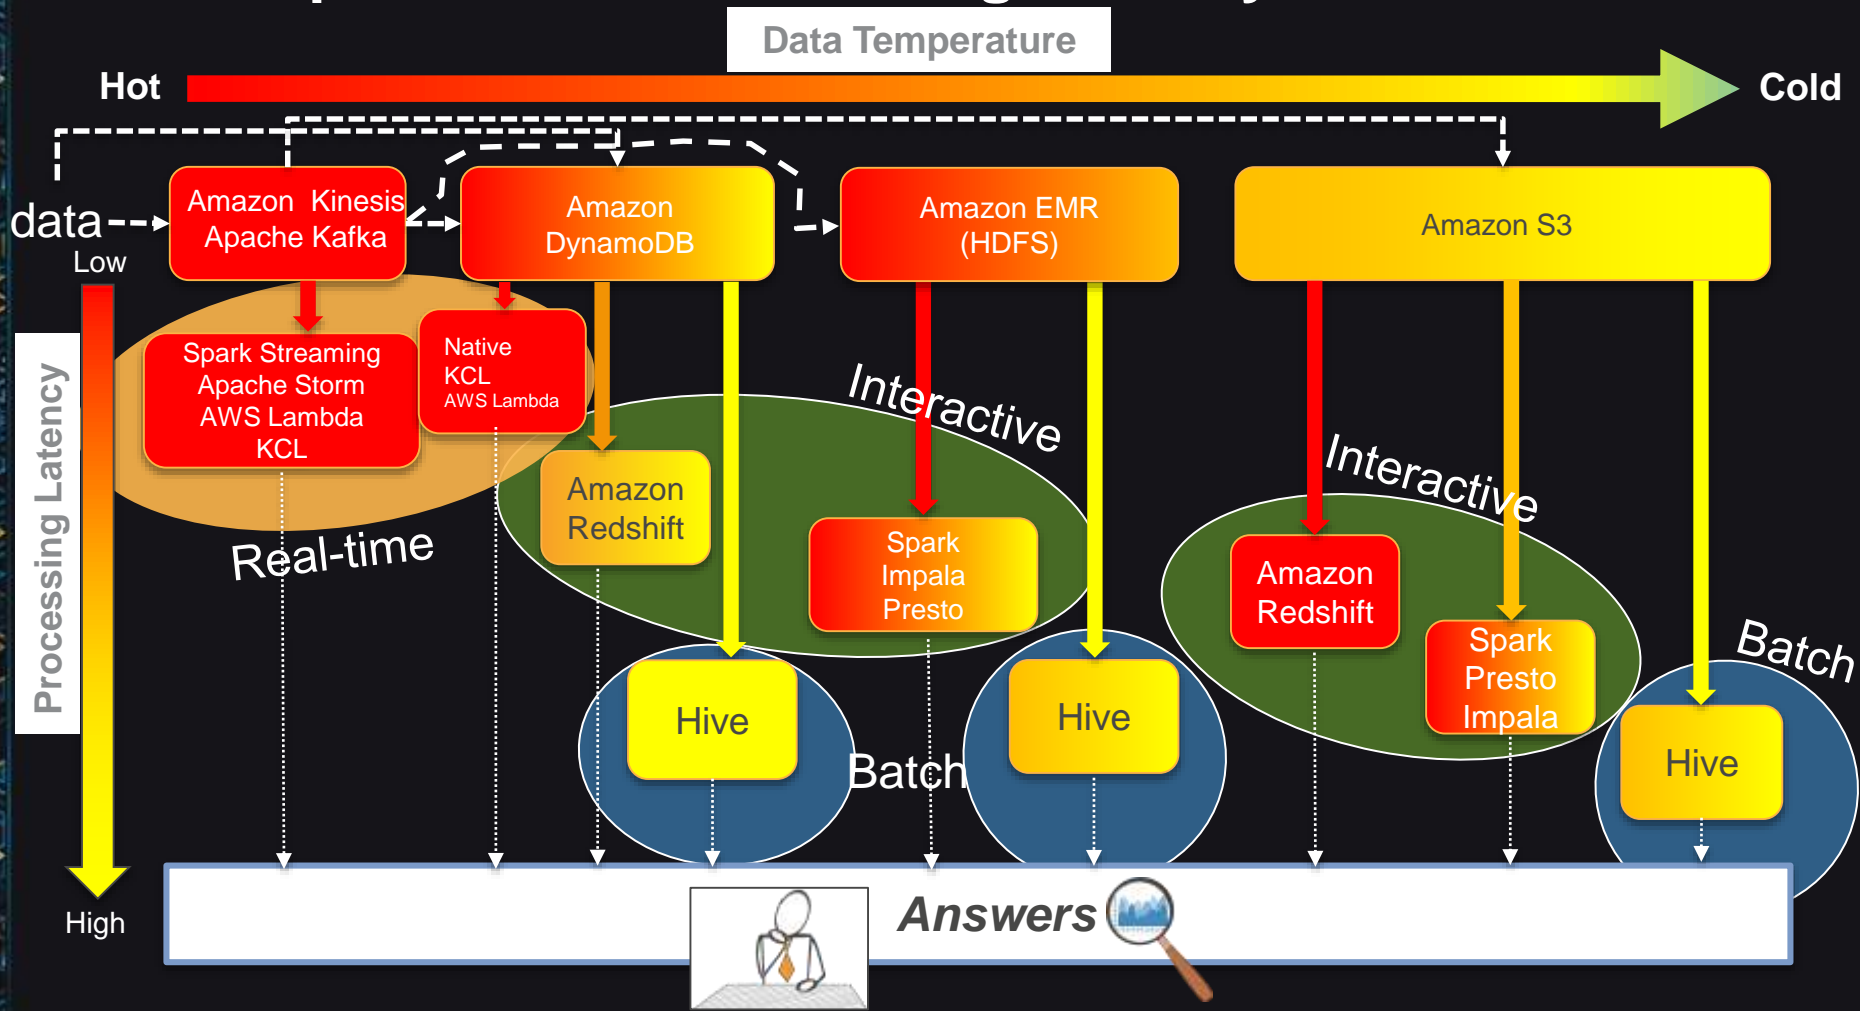 Data Temperature
Hot
Cold
data
Amazon Kinesis
Apache Kafka
Amazon
DynamoDB
Amazon EMR
(HDFS)
Amazon S3
Low
Processing Latency
High
Spark Streaming
Apache Storm
AWS Lambda
KCL
Native
KCL
AWS Lambda
Real-time
Amazon
Redshift
Interactive
Spark
Impala
Presto
Interactive
Amazon
Redshift
Spark
Presto
Impala
Hive
Batch
Hive
Batch
Hive
Answers